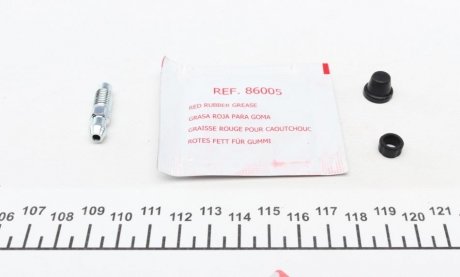 REF. 86005
RED RUBBER GREASE
GRASA ROJA PARA GOMA
GRAISSE ROUGE POUR CAOUTCHOUC
ROTES FETT FÜR GUMMI
106 107 108 109 110 111 112 113 114 115 116 117 118 119 120 121